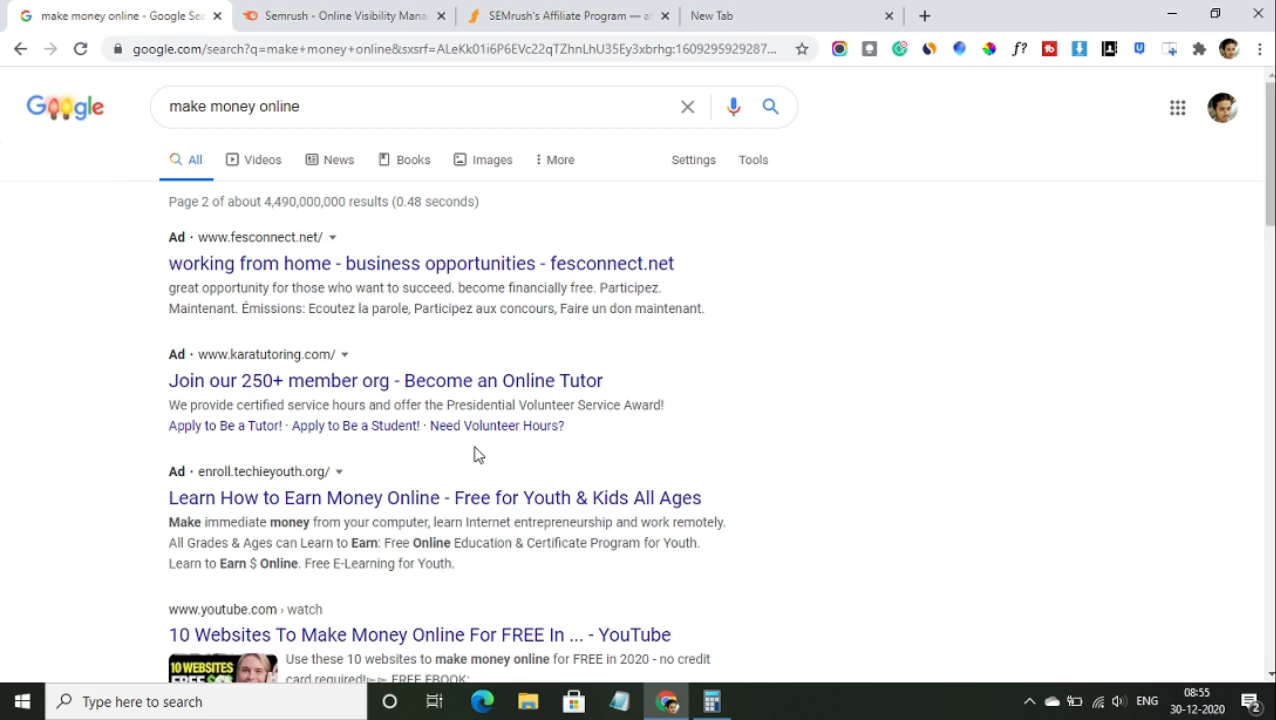 make money online - Google Sea
Semrush - Online Visibility Mana
SEMrush's Affiliate Program — a
New Tab
google.com/search?q=make+money+online&sxsrf=ALeKk01i6P6EVc22qTZhnLhU35Ey3xbrhg:1609295929287...
Google
make money online
All Videos News Books Images More Settings Tools
Page 2 of about 4,490,000,000 results (0.48 seconds)
Ad · www.fesconnect.net/
working from home - business opportunities - fesconnect.net
great opportunity for those who want to succeed. become financially free. Participez.
Maintenant. Émissions: Ecoutez la parole, Participez aux concours, Faire un don maintenant.
Ad · www.karatutoring.com/
Join our 250+ member org - Become an Online Tutor
We provide certified service hours and offer the Presidential Volunteer Service Award!
Apply to Be a Tutor! · Apply to Be a Student! · Need Volunteer Hours?
Ad · enroll.techieyouth.org/
Learn How to Earn Money Online - Free for Youth & Kids All Ages
Make immediate money from your computer, learn Internet entrepreneurship and work remotely.
All Grades & Ages can Learn to Earn: Free Online Education & Certificate Program for Youth.
Learn to Earn $ Online. Free E-Learning for Youth.
www.youtube.com › watch
10 Websites To Make Money Online For FREE In ... - YouTube
10 WEBSITES
Use these 10 websites to make money online for FREE in 2020 - no credit
card required!►► FREE EBOOK:
Type here to search
ENG
08:55
30-12-2020
2